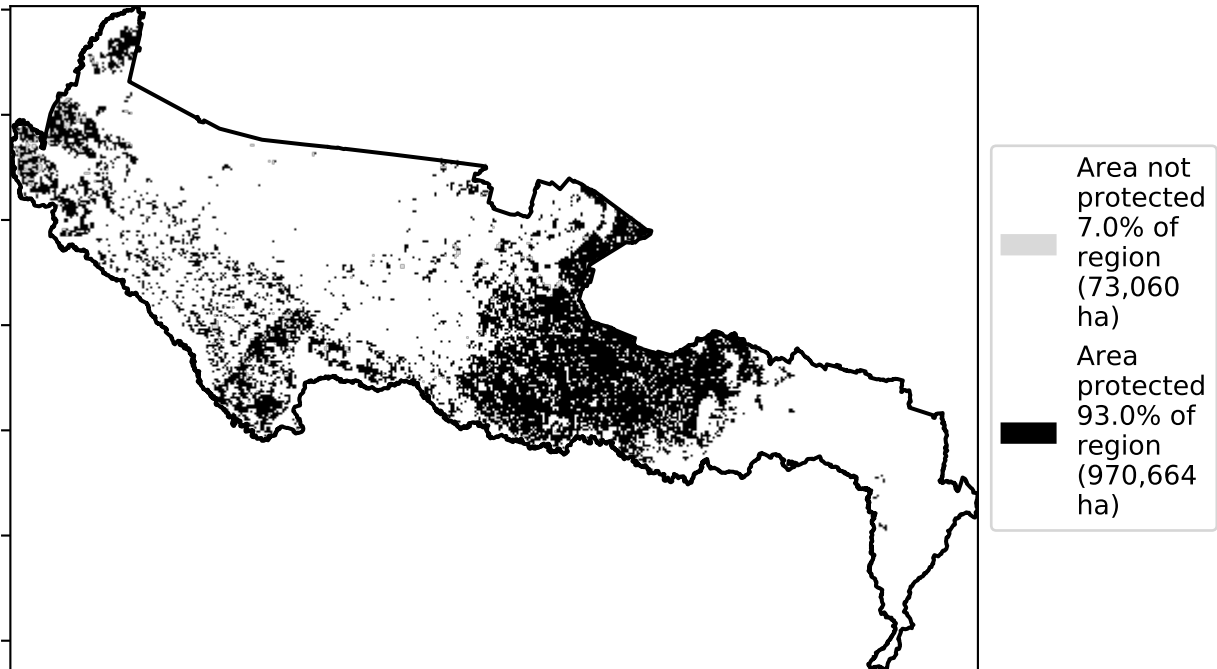 Area not
protected
7.0% of
region
(73,060
ha)
Area
protected
93.0% of
region
(970,664
ha)